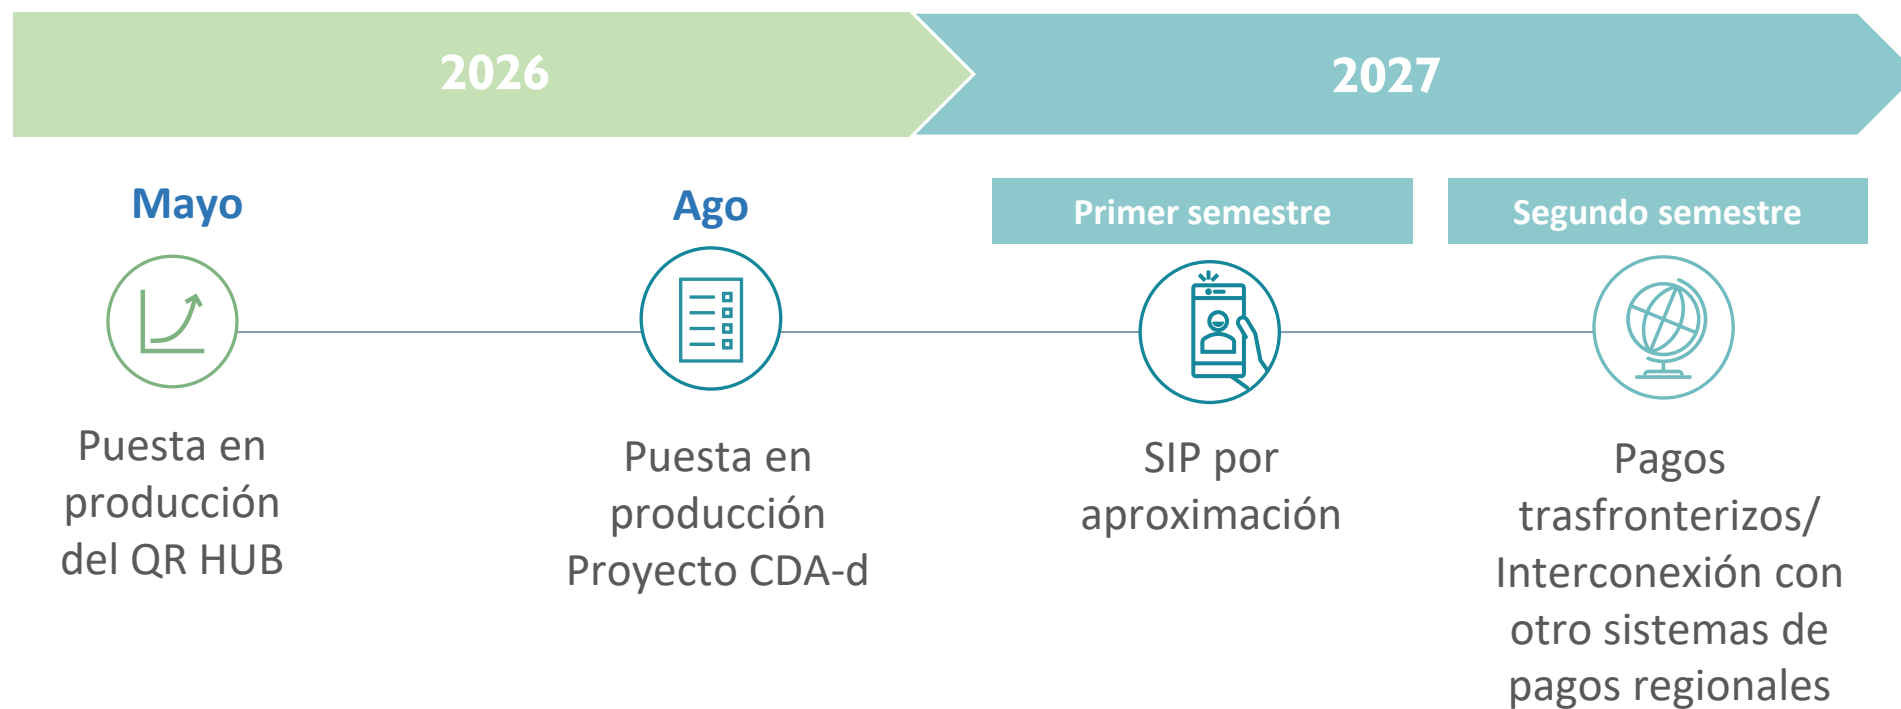 2026
2027
Mayo
Puesta en
producción
del QR HUB
Ago
Puesta en
producción
Proyecto CDA-d
Primer semestre
SIP por
aproximación
Segundo semestre
Pagos
trasfronterizos/
Interconexión con
otro sistemas de
pagos regionales